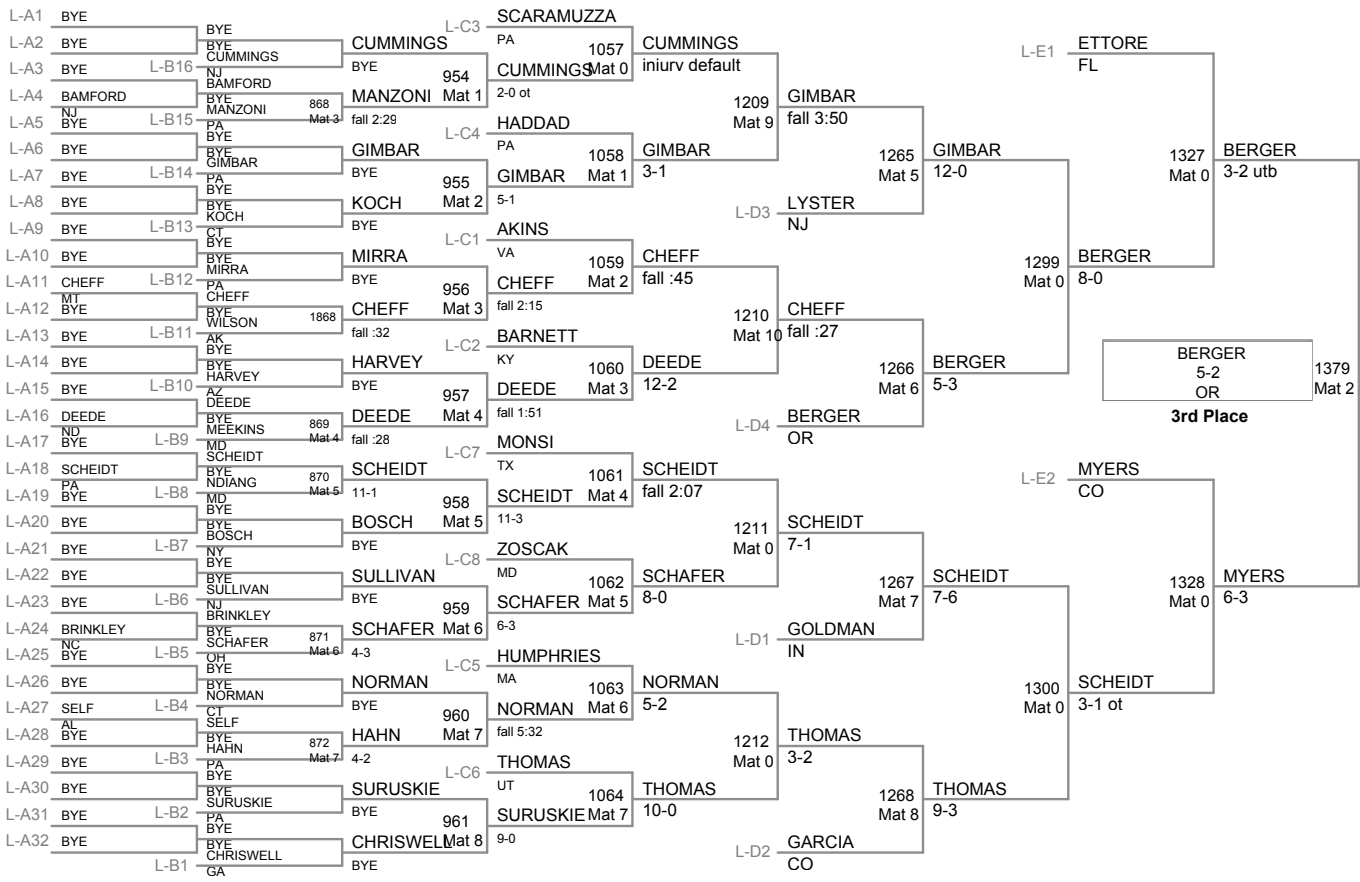 L-A1 BYE
L-A2 BYE
L-A3 BYE
L-A4 BAMFORD
NJ
L-A5 BYE
L-A6 BYE
L-A7 BYE
L-A8 BYE
L-A9 BYE
L-A10 BYE
L-A11 CHEFF
MT
L-A12 BYE
L-A13 BYE
L-A14 BYE
L-A15 BYE
L-A16 DEEDE
ND
L-A17 BYE
L-A18 SCHEIDT
PA
L-A19 BYE
L-A20 BYE
L-A21 BYE
L-A22 BYE
L-A23 BYE
L-A24 BRINKLEY
NC
L-A25 BYE
L-A26 BYE
L-A27 SELF
AL
L-A28 BYE
L-A29 BYE
L-A30 BYE
L-A31 BYE
L-A32 BYE
BYE
BYE
L-B16 CUMMINGS
NJ
BAMFORD
BYE
L-B15 MANZONI
PA
868
Mat 3
BYE
BYE
L-B14 GIMBAR
PA
BYE
BYE
L-B13 KOCH
CT
BYE
BYE
L-B12 MIRRA
PA
CHEFF
BYE
L-B11 WILSON
AK
1868
BYE
BYE
L-B10 HARVEY
AZ
DEEDE
BYE
L-B9 MEEKINS
MD
869
Mat 4
SCHEIDT
BYE
L-B8 NDIANG
MD
870
Mat 5
BYE
BYE
L-B7 BOSCH
NY
BYE
BYE
L-B6 SULLIVAN
NJ
BRINKLEY
BYE
L-B5 SCHAFER
OH
871
Mat 6
BYE
BYE
L-B4 NORMAN
CT
SELF
BYE
L-B3 HAHN
PA
872
Mat 7
BYE
BYE
L-B2 SURUSKIE
PA
BYE
BYE
L-B1 CHRISWELL
GA
CUMMINGS
BYE
954
Mat 1
MANZONI
fall 2:29
GIMBAR
BYE
955
Mat 2
KOCH
BYE
MIRRA
BYE
956
Mat 3
CHEFF
fall :32
HARVEY
BYE
957
Mat 4
DEEDE
fall :28
SCHEIDT
11-1
958
Mat 5
BOSCH
BYE
SULLIVAN
BYE
959
Mat 6
SCHAFER
4-3
NORMAN
BYE
960
Mat 7
HAHN
4-2
SURUSKIE
BYE
961
Mat 8
CHRISWELL
BYE
L-C3 SCARAMUZZA
PA
1057
Mat 0
CUMMINGS
2-0 ot
L-C4 HADDAD
PA
1058
Mat 1
GIMBAR
5-1
L-C1 AKINS
VA
1059
Mat 2
CHEFF
fall 2:15
L-C2 BARNETT
KY
1060
Mat 3
DEEDE
fall 1:51
L-C7 MONSI
TX
1061
Mat 4
SCHEIDT
11-3
L-C8 ZOSCAK
MD
1062
Mat 5
SCHAFER
6-3
L-C5 HUMPHRIES
MA
1063
Mat 6
NORMAN
fall 5:32
L-C6 THOMAS
UT
1064
Mat 7
SURUSKIE
9-0
CUMMINGS
iniurv default
1209
Mat 9
GIMBAR
3-1
CHEFF
fall :45
1210
Mat 10
DEEDE
12-2
SCHEIDT
fall 2:07
1211
Mat 0
SCHAFER
8-0
NORMAN
5-2
1212
Mat 0
THOMAS
10-0
GIMBAR
fall 3:50
1265
Mat 5
L-D3 LYSTER
NJ
CHEFF
fall :27
1266
Mat 6
L-D4 BERGER
OR
SCHEIDT
7-1
1267
Mat 7
L-D1 GOLDMAN
IN
THOMAS
3-2
1268
Mat 8
L-D2 GARCIA
CO
GIMBAR
12-0
1299
Mat 0
BERGER
5-3
SCHEIDT
7-6
1300
Mat 0
THOMAS
9-3
L-E1 ETTORE
FL
1327
Mat 0
BERGER
8-0
L-E2 MYERS
CO
1328
Mat 0
SCHEIDT
3-1 ot
BERGER
3-2 utb
BERGER
5-2
OR
1379
Mat 2
3rd Place
MYERS
6-3